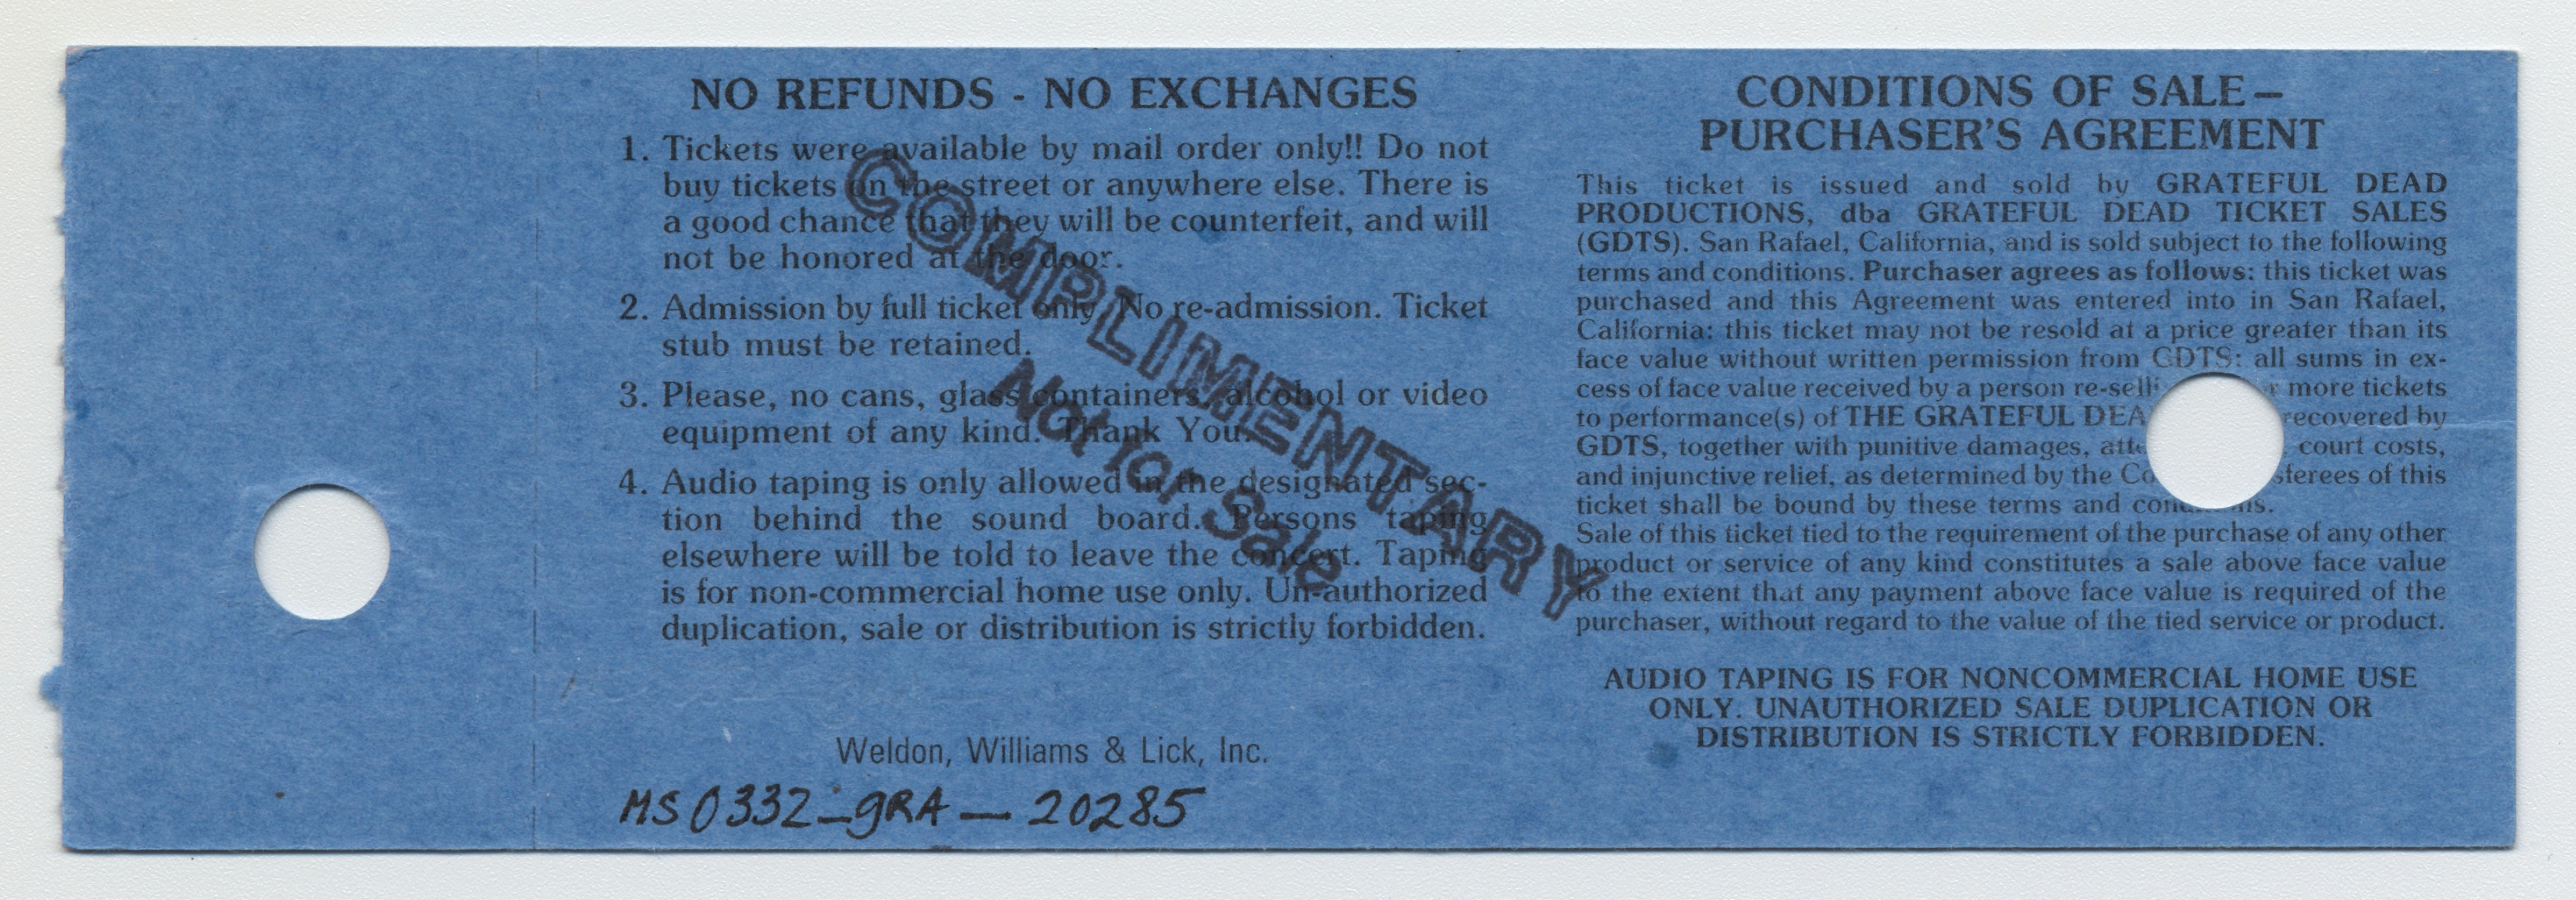 NO REFUNDS - NO EXCHANGES
1. Tickets were available by mail order only!! Do not
buy tickets on the street or anywhere else. There is
a good chance that they will be counterfeit, and will
not be honored at the door.
2. Admission by full ticket only. No re-admission. Ticket
stub must be retained.
3. Please, no cans, glass containers, alcohol or video
equipment of any kind. Thank You.
4. Audio taping is only allowed in the designated sec-
tion behind the sound board. Persons taping
elsewhere will be told to leave the concert. Taping
is for non-commercial home use only. Un-authorized
duplication, sale or distribution is strictly forbidden.
COMPLIMENTARY
Not for Sale
Weldon, Williams & Lick, Inc.
MS0332-gRA-20285
CONDITIONS OF SALE—
PURCHASER'S AGREEMENT
This ticket is issued and sold by GRATEFUL DEAD
PRODUCTIONS, dba GRATEFUL DEAD TICKET SALES
(GDTS). San Rafael, California, and is sold subject to the following
terms and conditions. Purchaser agrees as follows: this ticket was
purchased and this Agreement was entered into in San Rafael,
California: this ticket may not be resold at a price greater than its
face value without written permission from GDTS: all sums in ex-
cess of face value received by a person more tickets
to performance(s) of THE GRATEFUL recovered by
GDTS, together with punitive damages, court costs,
and injunctive relief, as determined by the of this
ticket shall be bound by these terms and
Sale of this ticket tied to the requirement of the purchase of any other
product or service of any kind constitutes a sale above face value
to the extent that any payment above face value is required of the
purchaser, without regard to the value of the tied service or product.
AUDIO TAPING IS FOR NONCOMMERCIAL HOME USE
ONLY. UNAUTHORIZED SALE DUPLICATION OR
DISTRIBUTION IS STRICTLY FORBIDDEN.